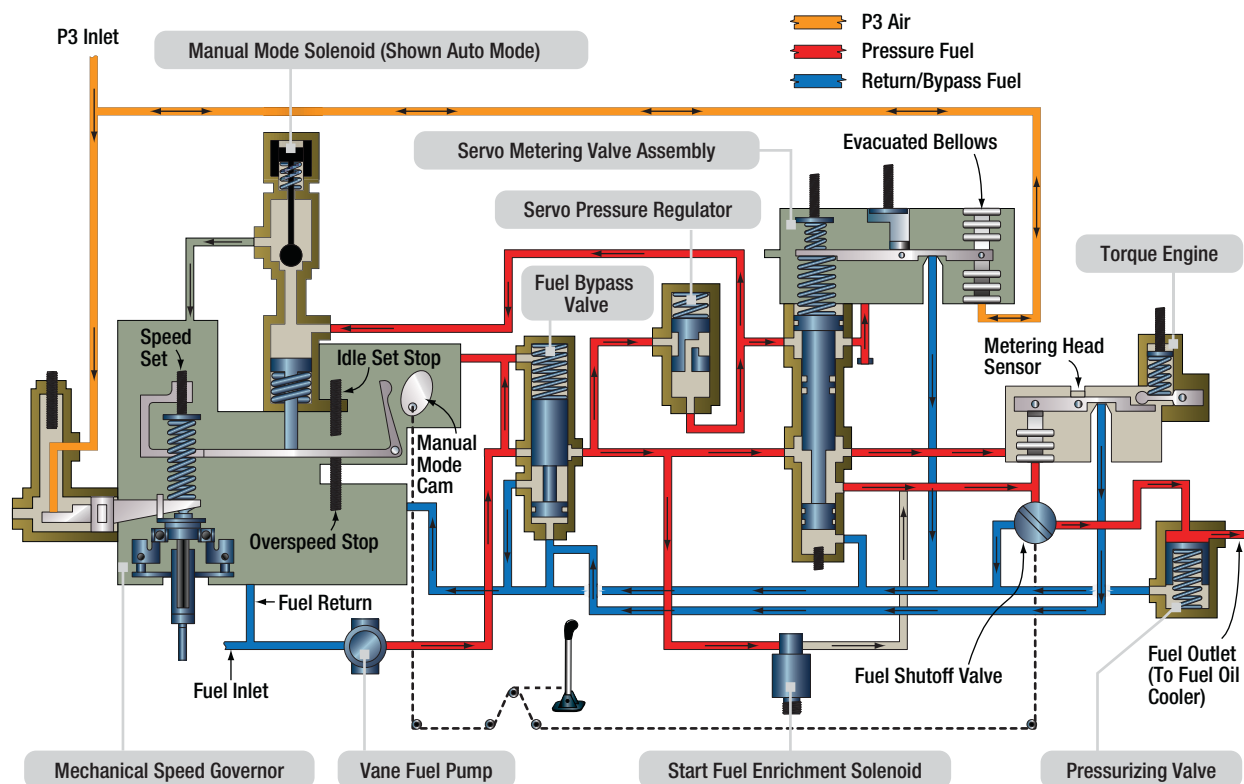 P3 Inlet
Manual Mode Solenoid (Shown Auto Mode)
P3 Air
Pressure Fuel
Return/Bypass Fuel
Servo Metering Valve Assembly
Evacuated Bellows
Servo Pressure Regulator
Torque Engine
Fuel Bypass
Valve
Speed
Set
Idle Set Stop
Metering Head
Sensor
Manual
Mode
Cam
Overspeed Stop
Fuel Return
Fuel Inlet
Fuel Shutoff Valve
Fuel Outlet
(To Fuel Oil
Cooler)
Mechanical Speed Governor
Vane Fuel Pump
Start Fuel Enrichment Solenoid
Pressurizing Valve